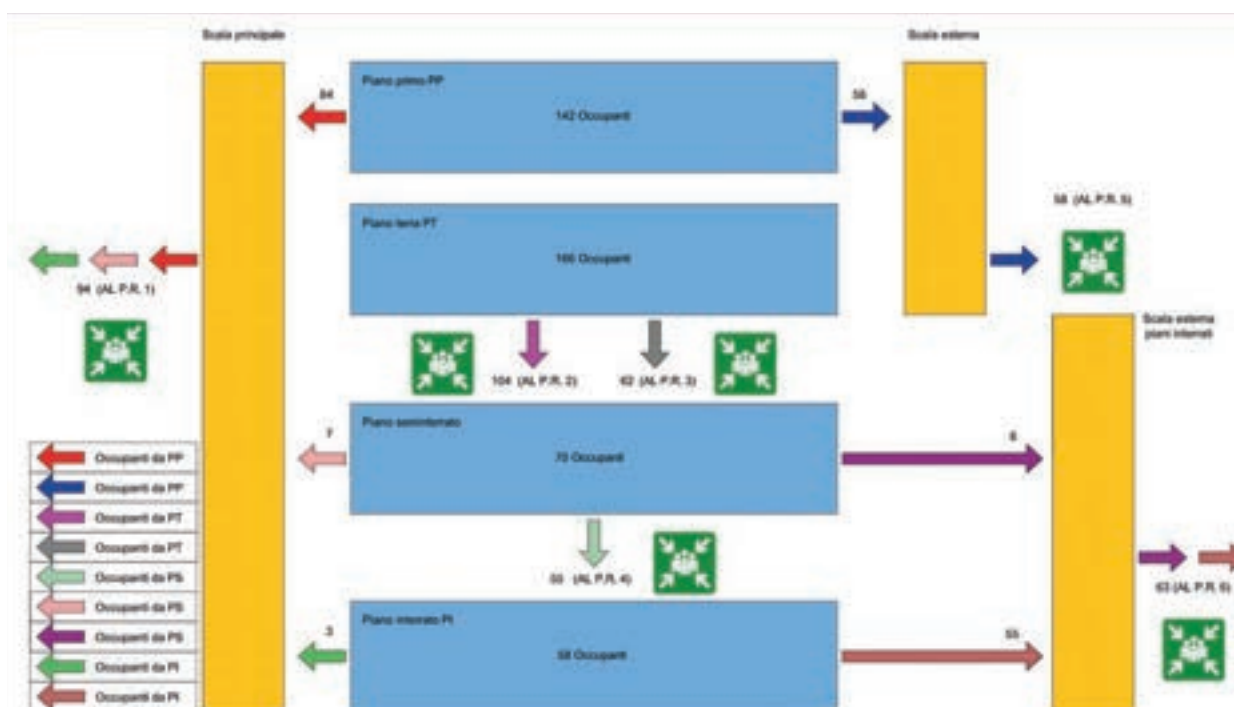 Scala principale
Scala esterna
Piano primo PP
84
58
142 Occupanti
Piano terra PT
58 (AL P.R. 5)
166 Occupanti
94 (AL P.R. 1)
Scala esterna
piani interrati
104 (AL P.R. 2)
62 (AL P.R. 3)
Piano seminterrato
7
8
70 Occupanti
Occupanti da PP
Occupanti da PP
Occupanti da PT
Occupanti da PT
Occupanti da PS
Occupanti da PS
Occupanti da PS
Occupanti da PI
Occupanti da PI
55 (AL P.R. 4)
63 (AL P.R. 6)
Piano interrato PI
3
55
58 Occupanti